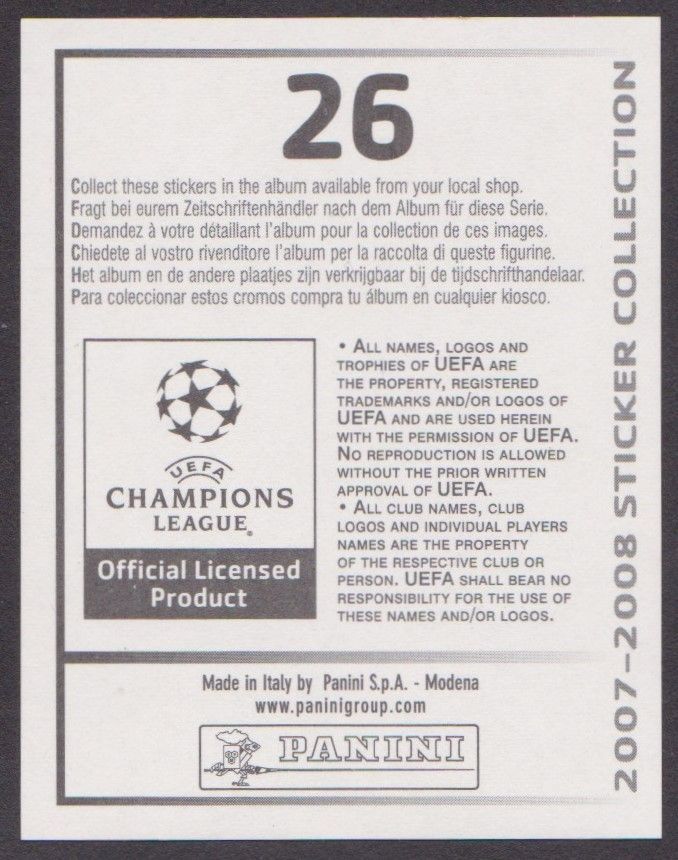 26
Collect these stickers in the album available from your local shop.
Fragt bei eurem Zeitschriftenhändler nach dem Album für diese Serie.
Demandez à votre détaillant l'album pour la collection de ces images.
Chiedete al vostro rivenditore l'album per la raccolta di queste figurine.
Het album en de andere plaatjes zijn verkrijgbaar bij de tijdschrifthandelaar.
Para coleccionar estos cromos compra tu álbum en cualquier kiosco.
UEFA
CHAMPIONS
LEAGUE®
Official Licensed
Product
• ALL NAMES, LOGOS AND
TROPHIES OF UEFA ARE
THE PROPERTY, REGISTERED
TRADEMARKS AND/OR LOGOS OF
UEFA AND ARE USED HEREIN
WITH THE PERMISSION OF UEFA.
NO REPRODUCTION IS ALLOWED
WITHOUT THE PRIOR WRITTEN
APPROVAL OF UEFA.
• ALL CLUB NAMES, CLUB
LOGOS AND INDIVIDUAL PLAYERS
NAMES ARE THE PROPERTY
OF THE RESPECTIVE CLUB OR
PERSON. UEFA SHALL BEAR NO
RESPONSIBILITY FOR THE USE OF
THESE NAMES AND/OR LOGOS.
Made in Italy by Panini S.p.A. - Modena
www.paninigroup.com
PANINI
2007-2008 STICKER COLLECTION